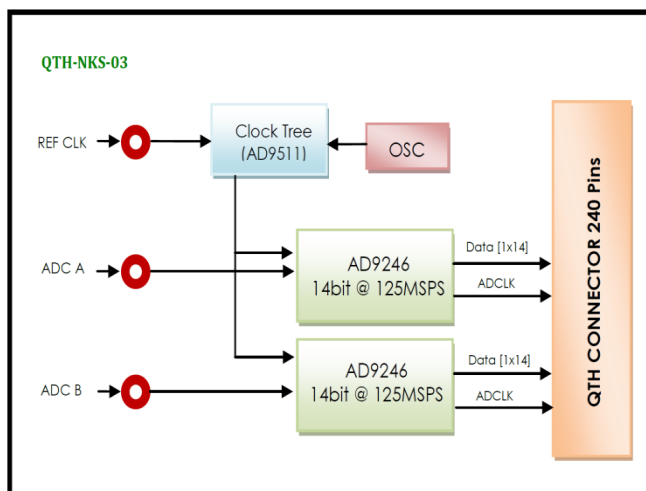 QTH-NKS-03
REF CLK
Clock Tree
(AD9511)
OSC
ADC A
AD9246
14bit @ 125MSPS
Data [1x14]
ADCLK
ADC B
AD9246
14bit @ 125MSPS
Data [1x14]
ADCLK
QTH CONNECTOR 240 Pins